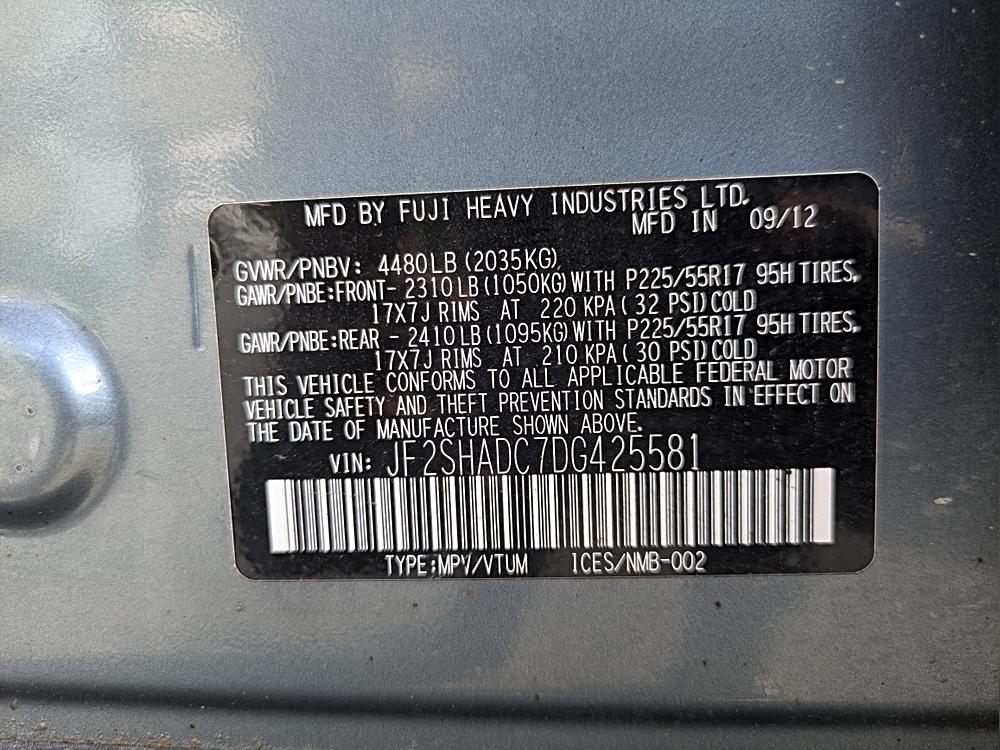 MFD BY FUJI HEAVY INDUSTRIES LTD.
MFD IN 09/12
GVWR/PNBV: 4480LB (2035KG)
GAWR/PNBE:FRONT- 2310LB(1050KG)WITH P225/55R17 95H TIRES,
17X7J RIMS AT 220 KPA(32 PSI)COLD
GAWR/PNBE:REAR - 2410LB(1095KG)WITH P225/55R17 95H TIRES,
17X7J RIMS AT 210 KPA(30 PSI)COLD
THIS VEHICLE CONFORMS TO ALL APPLICABLE FEDERAL MOTOR
VEHICLE SAFETY AND THEFT PREVENTION STANDARDS IN EFFECT ON
THE DATE OF MANUFACTURE SHOWN ABOVE.
VIN: JF2SHADC7DG425581
TYPE:MPV/VTUM ICES/NMB-002